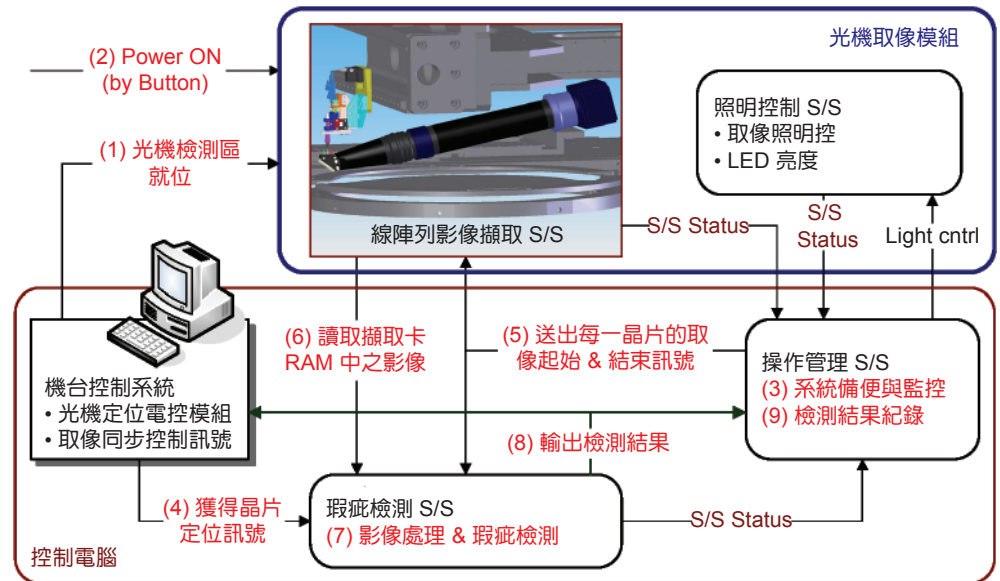 光機取像模組
(2) Power ON
(by Button)
照明控制 S/S
• 取像照明控
• LED 亮度
(1) 光機檢測區
就位
線陣列影像擷取 S/S
S/S Status
S/S
Status
Light cntrl
(6) 讀取擷取卡
RAM 中之影像
(5) 送出每一晶片的取
像起始 & 結束訊號
機台控制系統
• 光機定位電控模組
• 取像同步控制訊號
操作管理 S/S
(3) 系統備便與監控
(9) 檢測結果紀錄
(8) 輸出檢測結果
(4) 獲得晶片
定位訊號
瑕疵檢測 S/S
(7) 影像處理 & 瑕疵檢測
S/S Status
控制電腦